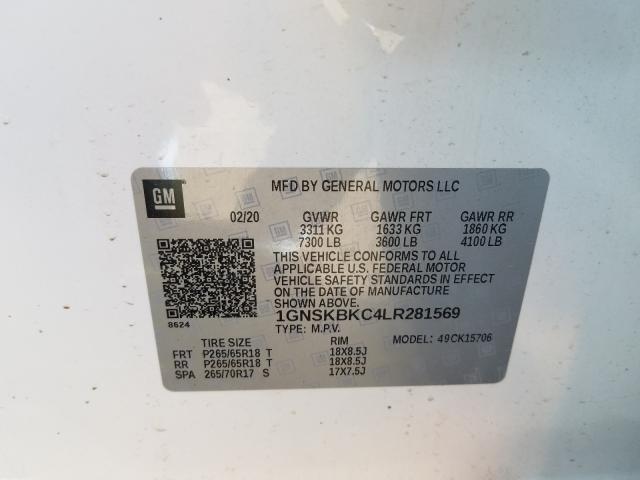 GM
MFD BY GENERAL MOTORS LLC
02/20 GVWR GAWR FRT GAWR RR
3311 KG 1633 KG 1860 KG
7300 LB 3600 LB 4100 LB
THIS VEHICLE CONFORMS TO ALL
APPLICABLE U.S. FEDERAL MOTOR
VEHICLE SAFETY STANDARDS IN EFFECT
ON THE DATE OF MANUFACTURE
SHOWN ABOVE.
8624
1GNSKBKC4LR281569
TYPE: M.P.V. MODEL: 49CK15706
TIRE SIZE RIM
FRT P265/65R18 T 18X8.5J
RR P265/65R18 T 18X8.5J
SPA 265/70R17 S 17X7.5J